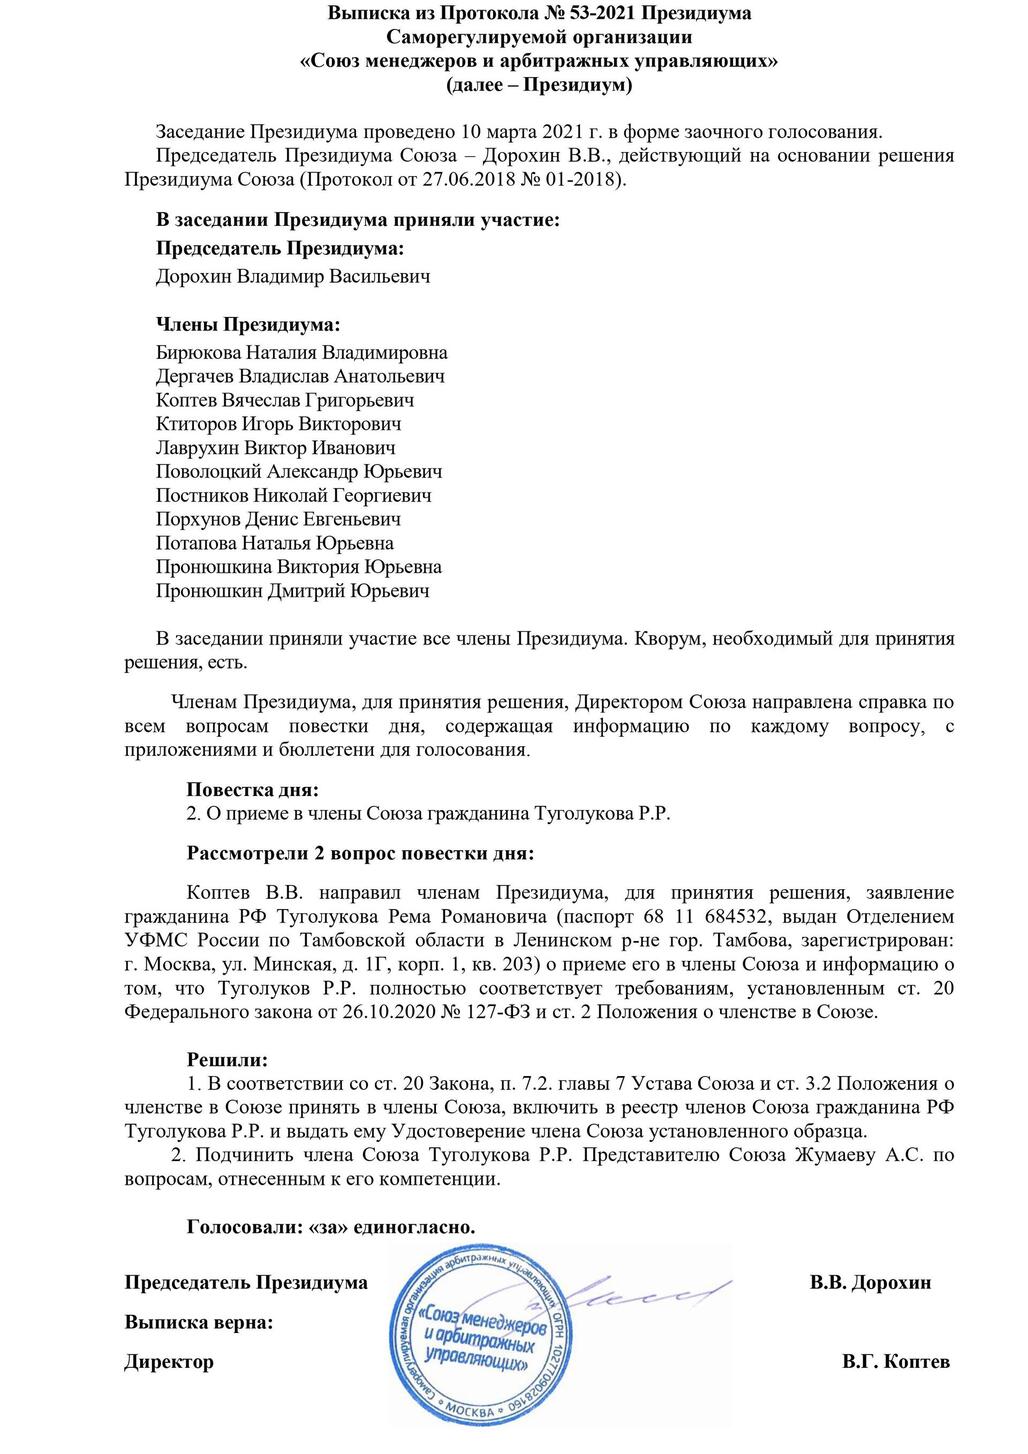 Выписка из Протокола № 53-2021 Президиума
Саморегулируемой организации
«Союз менеджеров и арбитражных управляющих»
(далее – Президиум)
Заседание Президиума проведено 10 марта 2021 г. в форме заочного голосования.
Председатель Президиума Союза – Дорохин В.В., действующий на основании решения
Президиума Союза (Протокол от 27.06.2018 № 01-2018).
В заседании Президиума приняли участие:
Председатель Президиума:
Дорохин Владимир Васильевич
Члены Президиума:
Бирюкова Наталия Владимировна
Дергачев Владислав Анатольевич
Коптев Вячеслав Григорьевич
Ктиторов Игорь Викторович
Лаврухин Виктор Иванович
Поволоцкий Александр Юрьевич
Постников Николай Георгиевич
Порхунов Денис Евгеньевич
Потапова Наталья Юрьевна
Пронюшкина Виктория Юрьевна
Пронюшкин Дмитрий Юрьевич
В заседании приняли участие все члены Президиума. Кворум, необходимый для принятия
решения, есть.
Членам Президиума, для принятия решения, Директором Союза направлена справка по
всем вопросам повестки дня, содержащая информацию по каждому вопросу, с
приложениями и бюллетени для голосования.
Повестка дня:
2. О приеме в члены Союза гражданина Туголукова Р.Р.
Рассмотрели 2 вопрос повестки дня:
Коптев В.В. направил членам Президиума, для принятия решения, заявление
гражданина РФ Туголукова Рема Романовича (паспорт 68 11 684532, выдан Отделением
УФМС России по Тамбовской области в Ленинском р-не гор. Тамбова, зарегистрирован:
г. Москва, ул. Минская, д. 1Г, корп. 1, кв. 203) о приеме его в члены Союза и информацию о
том, что Туголуков Р.Р. полностью соответствует требованиям, установленным ст. 20
Федерального закона от 26.10.2020 № 127-ФЗ и ст. 2 Положения о членстве в Союзе.
Решили:
1. В соответствии со ст. 20 Закона, п. 7.2. главы 7 Устава Союза и ст. 3.2 Положения о
членстве в Союзе принять в члены Союза, включить в реестр членов Союза гражданина РФ
Туголукова Р.Р. и выдать ему Удостоверение члена Союза установленного образца.
2. Подчинить члена Союза Туголукова Р.Р. Представителю Союза Жумаеву А.С. по
вопросам, отнесенным к его компетенции.
Голосовали: «за» единогласно.
Председатель Президиума В.В. Дорохин
Выписка верна:
Директор В.Г. Коптев
Саморегулируемая организация арбитражных управляющих ОГРН 1027709028160
* МОСКВА *
«Союз менеджеров
и арбитражных
управляющих»